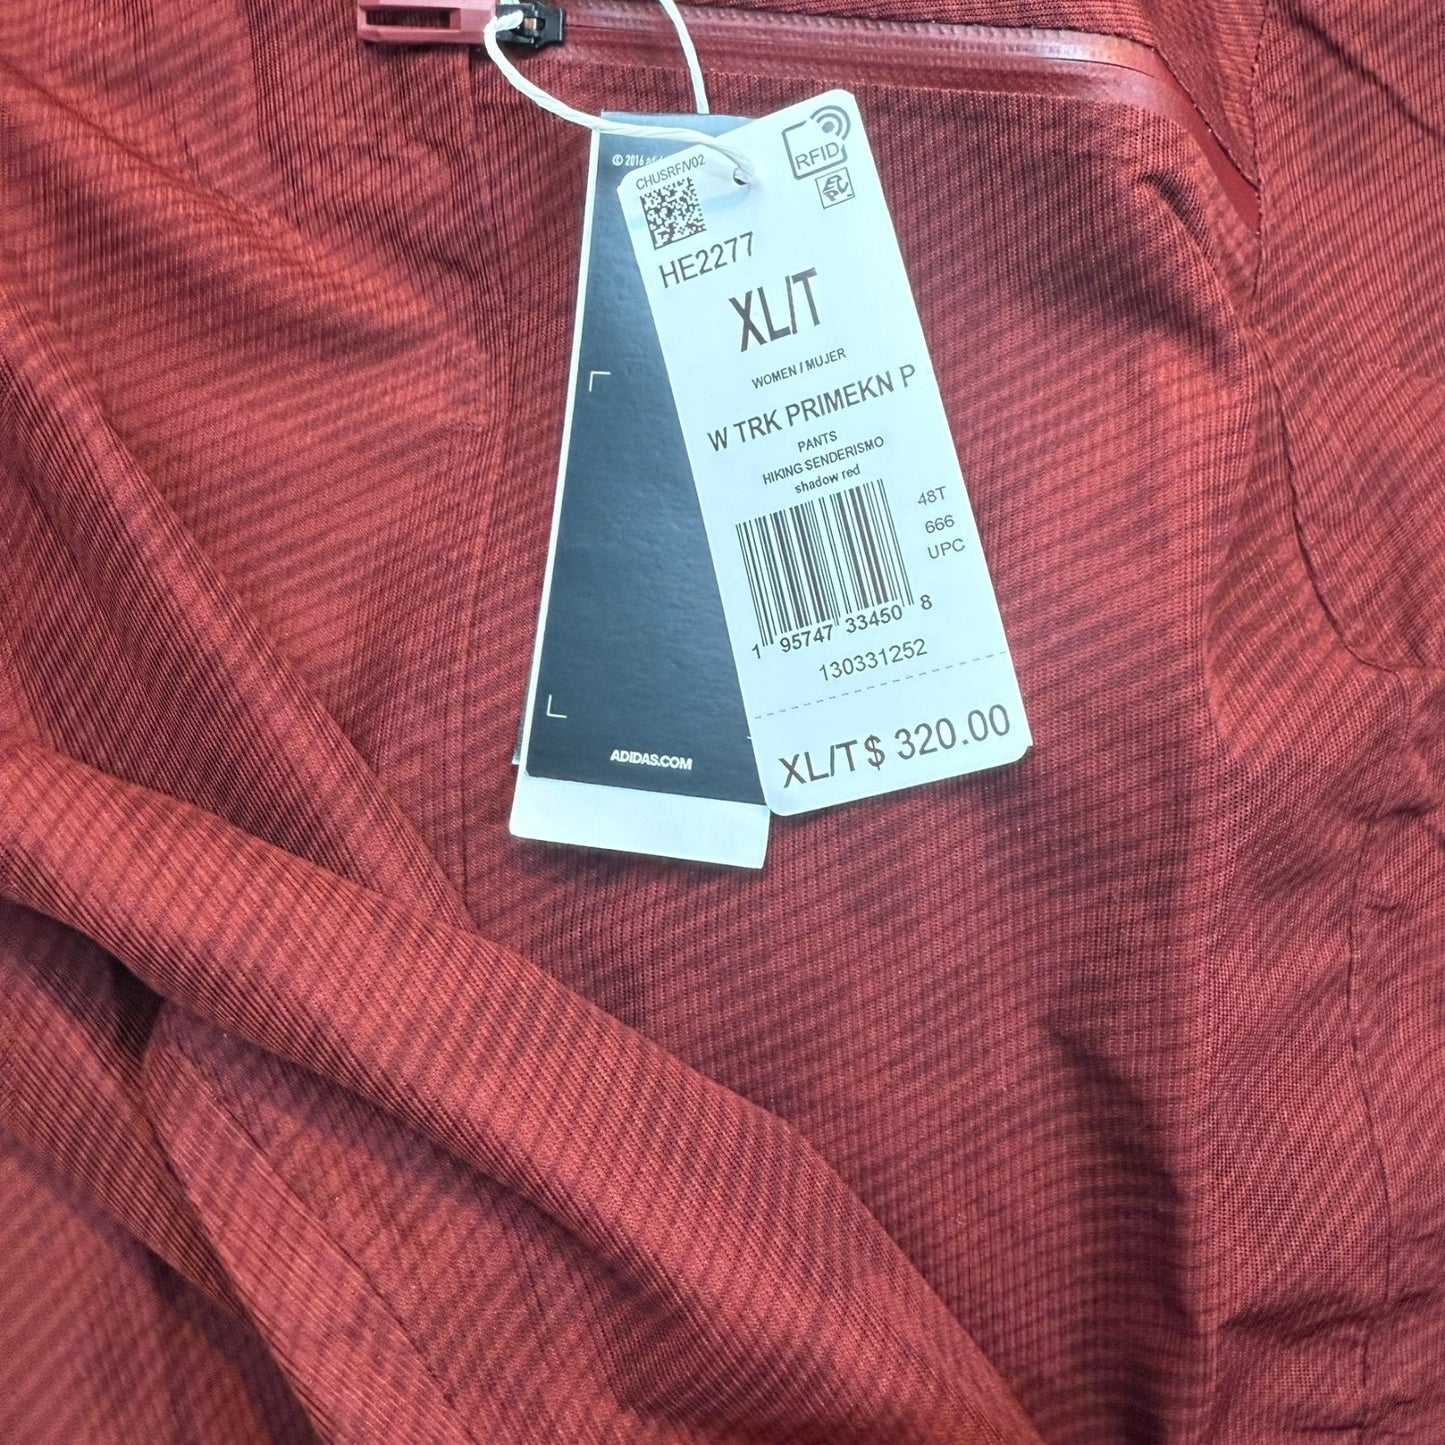 © 2016
CHUSRF/V02
RFID
HE2277
XL/T
WOMEN / MUJER
W TRK PRIMEKN P
PANTS
HIKING SENDERISMO
shadow red
48T
666
UPC
1 95747 33450 8
130331252
XL/T $ 320.00
ADIDAS.COM